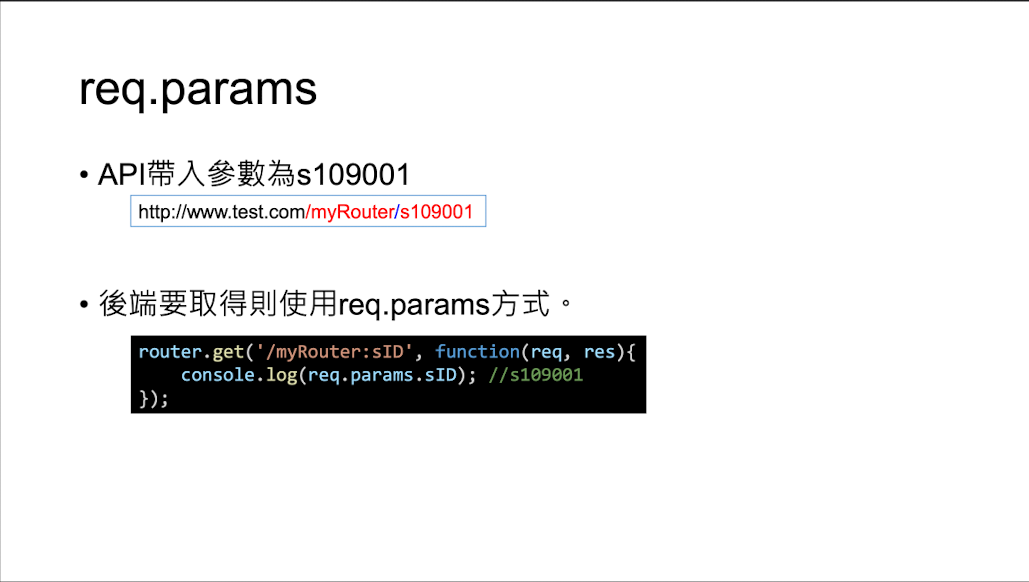 req.params
• API帶入參數為s109001
http://www.test.com/myRouter/s109001
• 後端要取得則使用req.params方式。
router.get('/myRouter:sID', function(req, res){
    console.log(req.params.sID); //s109001
});